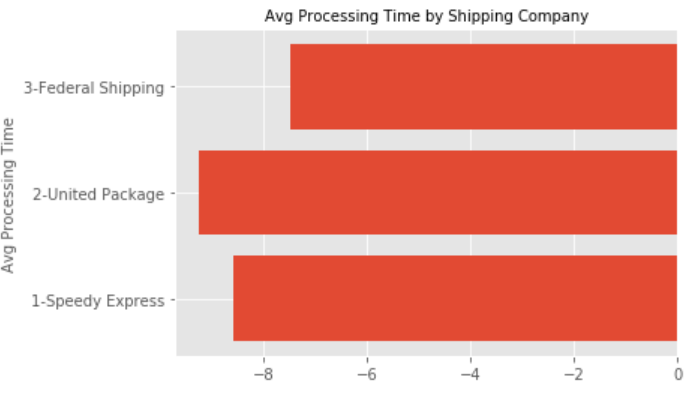 Avg Processing Time by Shipping Company
Avg Processing Time
3-Federal Shipping
2-United Package
1-Speedy Express
−8 −6 −4 −2 0